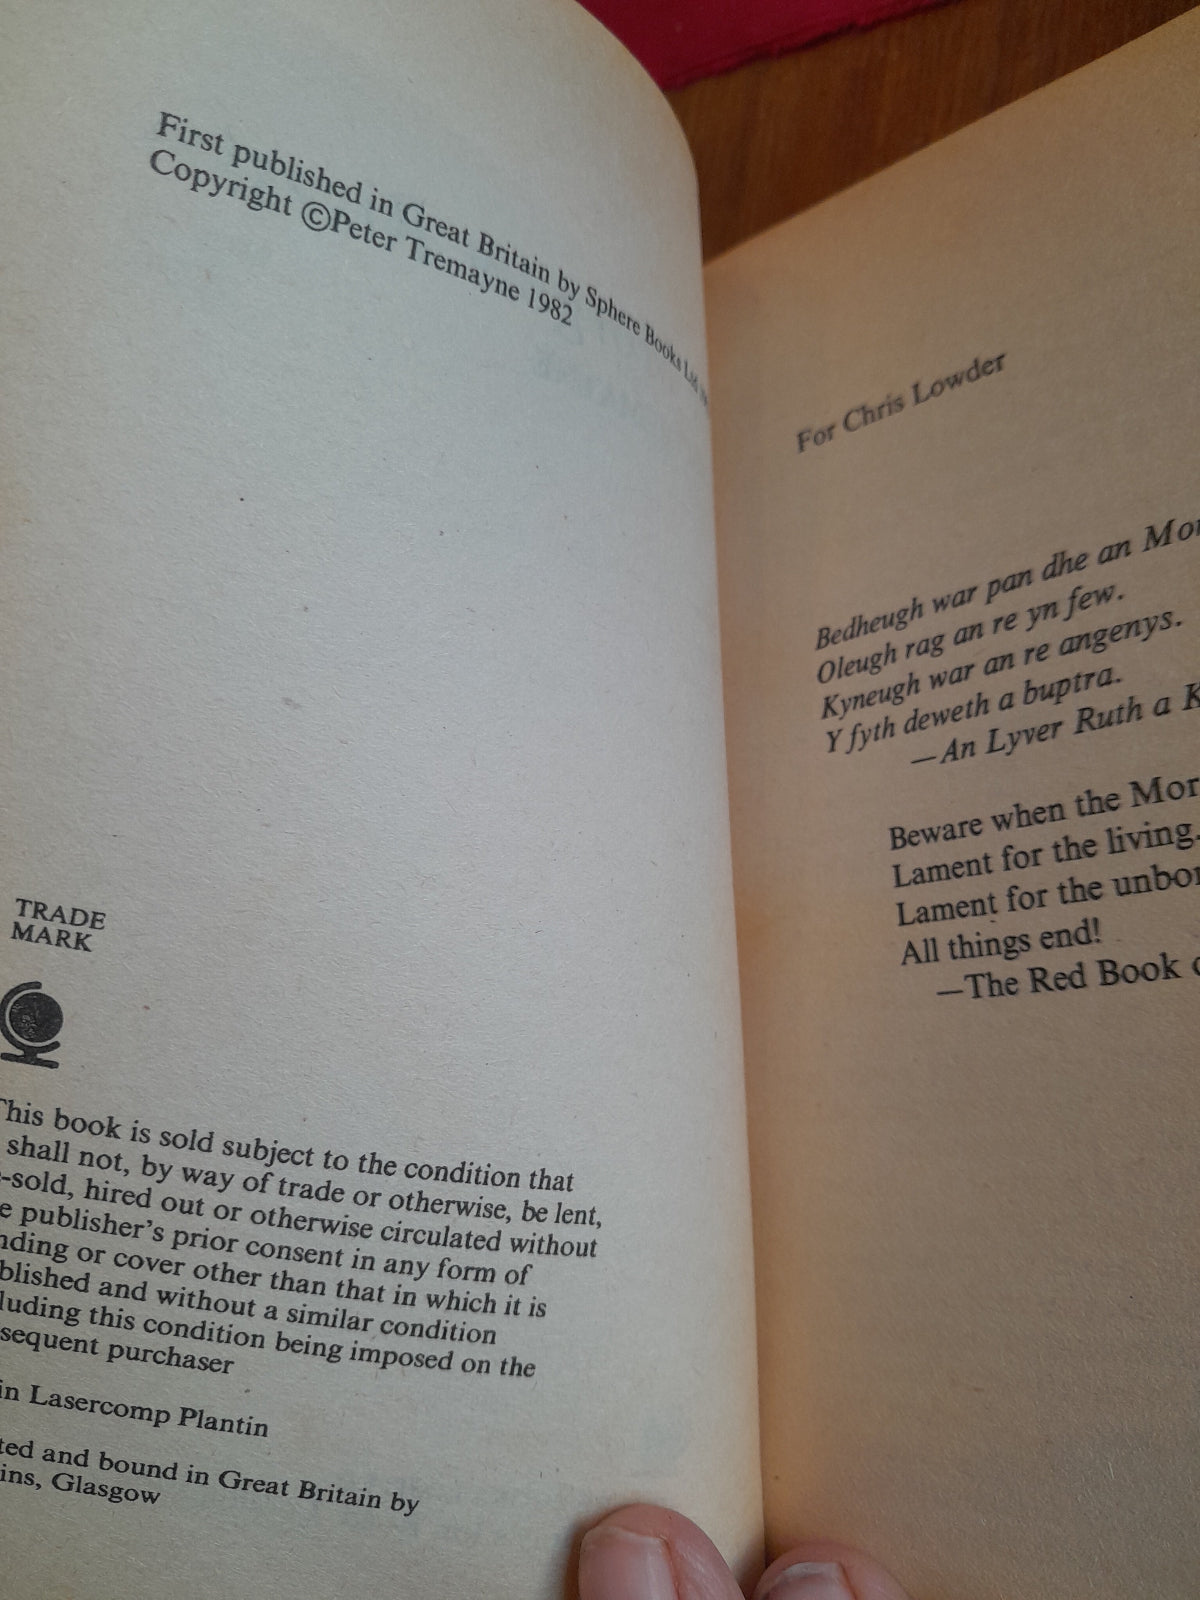 First published in Great Britain by Sphere Books Ltd
Copyright ©Peter Tremayne 1982
TRADE
MARK
This book is sold subject to the condition that
shall not, by way of trade or otherwise, be lent,
-sold, hired out or otherwise circulated without
publisher's prior consent in any form of
or cover other than that in which it is
and without a similar condition
this condition being imposed on the
purchaser
in Lasercomp Plantin
and bound in Great Britain by
Glasgow
For Chris Lowder
Bedheugh war pan dhe an
Oleugh rag an re yn few.
Kyneugh war an re angenys.
Y fyth deweth a buptra.
—An Lyver Ruth a
Beware when the
Lament for the living.
Lament for the
All things end!
—The Red Book